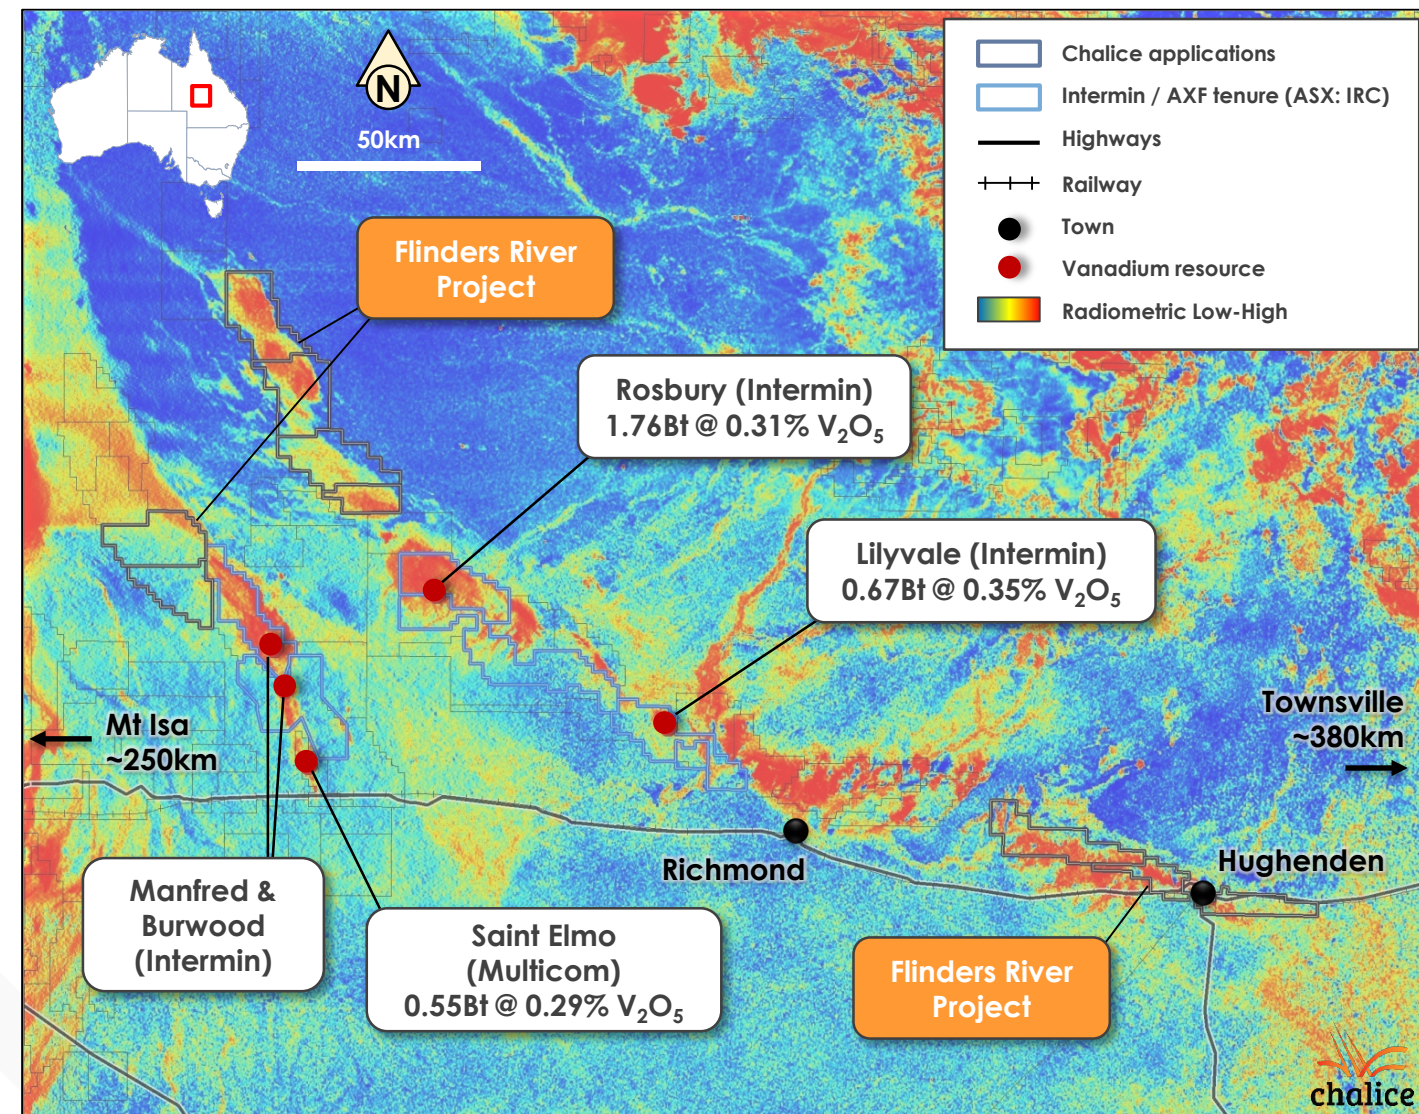 N
50km
Chalice applications
Intermin / AXF tenure (ASX: IRC)
Highways
Railway
Town
Vanadium resource
Radiometric Low-High
Flinders River
Project
Rosbury (Intermin)
1.76Bt @ 0.31% V₂O₅
Lilyvale (Intermin)
0.67Bt @ 0.35% V₂O₅
Mt Isa
~250km
Townsville
~380km
Richmond
Hughenden
Manfred &
Burwood
(Intermin)
Saint Elmo
(Multicom)
0.55Bt @ 0.29% V₂O₅
Flinders River
Project
chalice